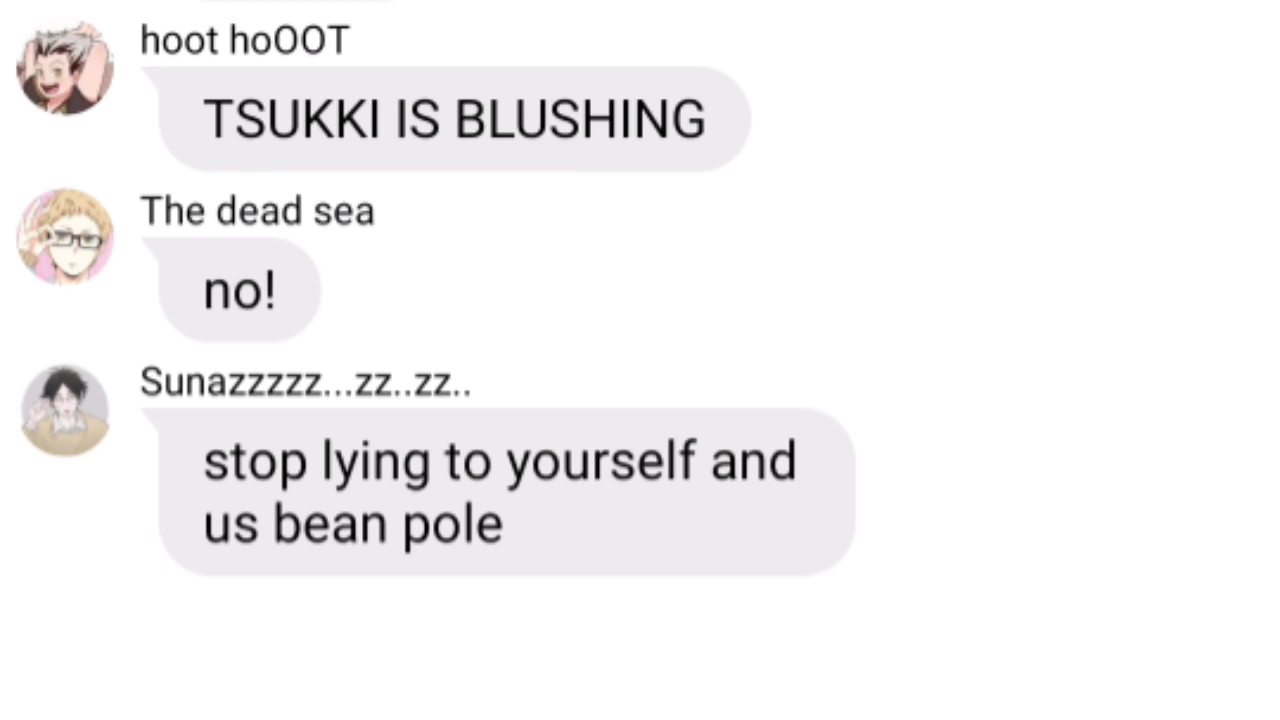 hoot hoOOT
TSUKKI IS BLUSHING
The dead sea
no!
Sunazzzzz...zz..zz..
stop lying to yourself and
us bean pole